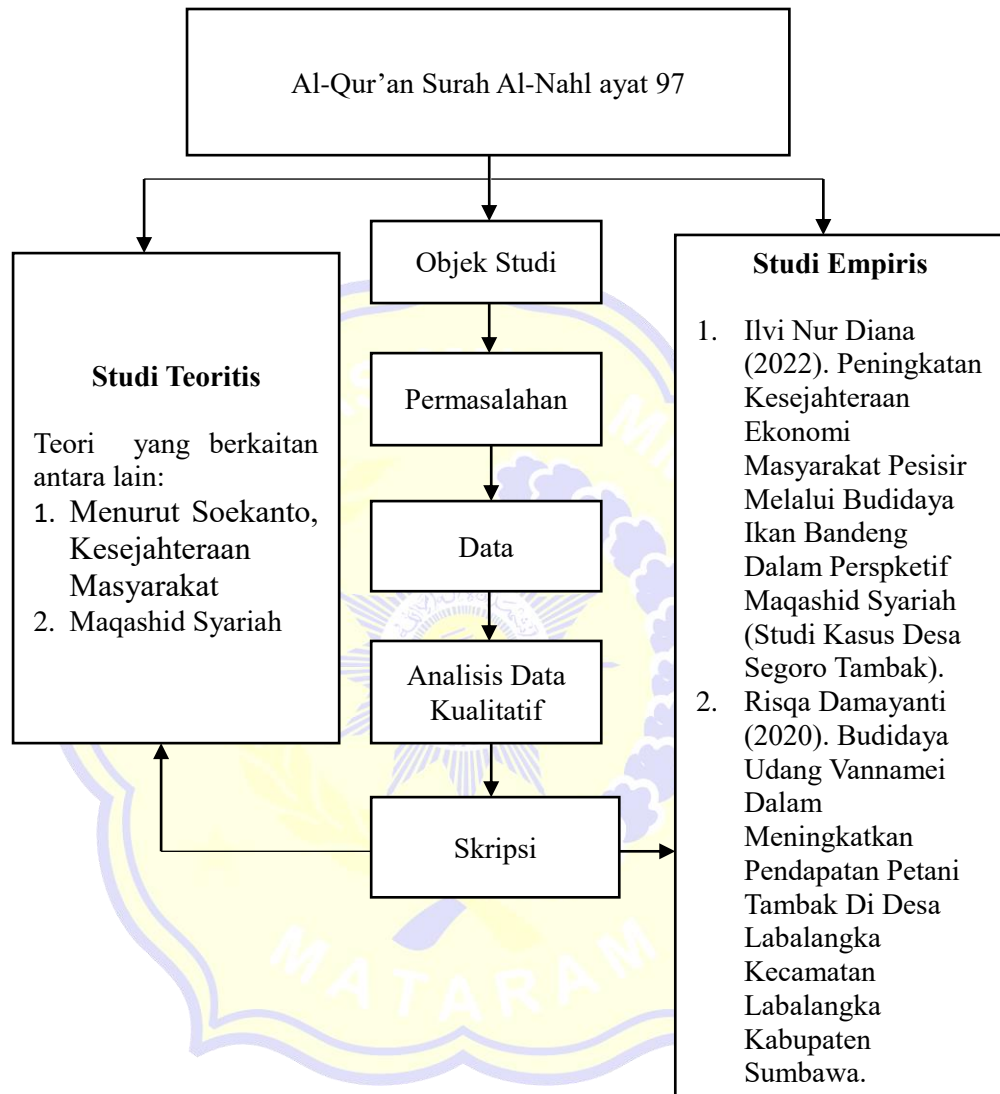 Al-Qur’an Surah Al-Nahl ayat 97
Studi Teoritis
Teori yang berkaitan
antara lain:
1. Menurut Soekanto,
Kesejahteraan
Masyarakat
2. Maqashid Syariah
Objek Studi
Permasalahan
Data
Analisis Data
Kualitatif
Skripsi
Studi Empiris
1. Ilvi Nur Diana
(2022). Peningkatan
Kesejahteraan
Ekonomi
Masyarakat Pesisir
Melalui Budidaya
Ikan Bandeng
Dalam Perspketif
Maqashid Syariah
(Studi Kasus Desa
Segoro Tambak).
2. Risqa Damayanti
(2020). Budidaya
Udang Vannamei
Dalam
Meningkatkan
Pendapatan Petani
Tambak Di Desa
Labalangka
Kecamatan
Labalangka
Kabupaten
Sumbawa.
MATARAM